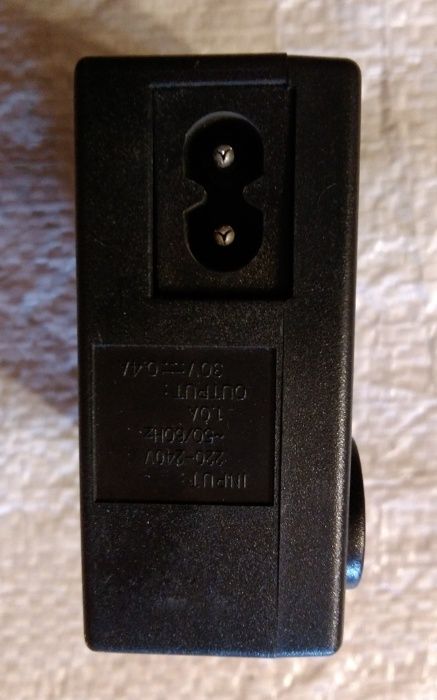 INPUT:
220-240V
~50/60Hz
1.0A
OUTPUT:
30V⎓0.4A